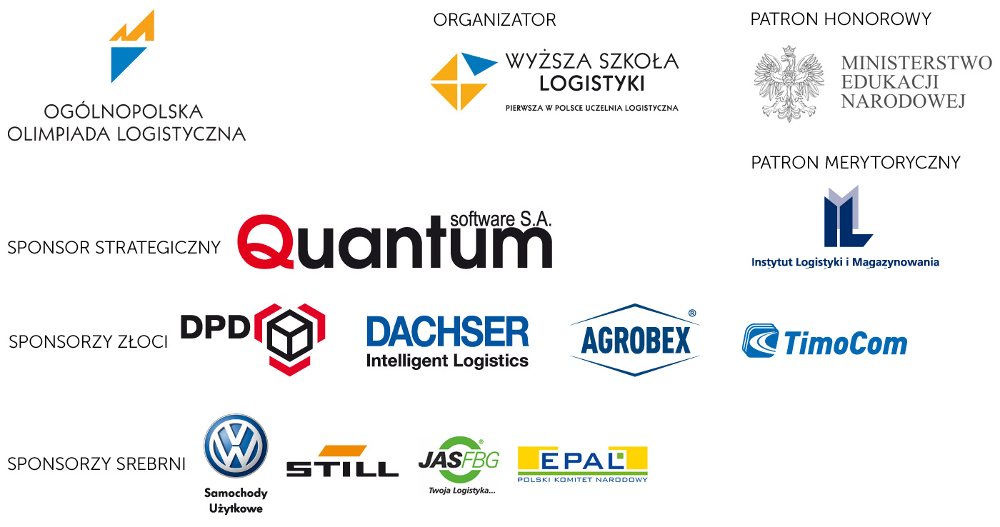 OGÓLNOPOLSKA
OLIMPIADA LOGISTYCZNA
ORGANIZATOR
WYŻSZA SZKOŁA
LOGISTYKI
PIERWSZA W POLSCE UCZELNIA LOGISTYCZNA
PATRON HONOROWY
MINISTERSTWO
EDUKACJI
NARODOWEJ
PATRON MERYTORYCZNY
IL
Instytut Logistyki i Magazynowania
SPONSOR STRATEGICZNY
software S.A.
Quantum
SPONSORZY ZŁOCI
DPD
DACHSER
Intelligent Logistics
AGROBEX ®
TimoCom
SPONSORZY SREBRNI
VW
Samochody
Użytkowe
STILL
JASFBG ®
Twoja Logistyka...
EPAL
POLSKI KOMITET NARODOWY